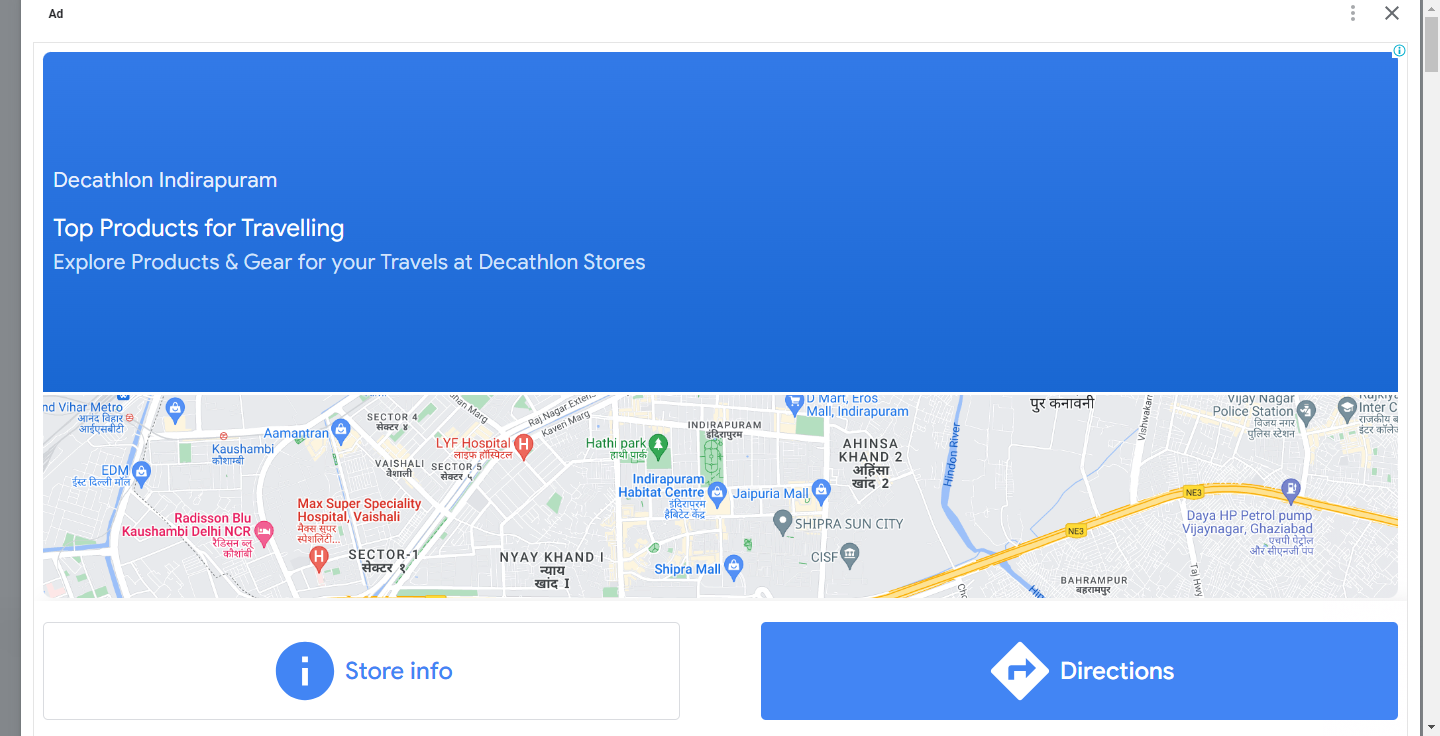 Ad
Decathlon Indirapuram
Top Products for Travelling
Explore Products & Gear for your Travels at Decathlon Stores
nd Vihar Metro
आनंद विहार
आईएसबीटी
SECTOR 4
सेक्टर ४
Raj Nagar Extens
Kaven Marg
han Marg
D Mart, Eros
Mall, Indirapuram
पुर कनावनी
Vishwakar
Vijay Nagar
Police Station
विजय नगर
पुलिस स्टेशन
Inter C
राजकीय ब
इंटर कॉले
Aamantran
Kaushambi
कौशाम्बी
LYF Hospital
लाइफ हॉस्पिटल
Hathi park
हाथी पार्क
INDIRAPURAM
इंदिरापुरम
AHINSA
KHAND 2
अहिंसा
खांद 2
Hindon River
EDM
ईस्ट दिल्ली मॉल
VAISHALI
वैशाली
SECTOR 5
सेक्टर ५
Indirapuram
Habitat Centre
इंदिरापुरम
हैबिटेट केंद्र
Jaipuria Mall
NE3
Radisson Blu
Kaushambi Delhi NCR
रेडिसन ब्लू
कौशांबी
Max Super Speciality
Hospital, Vaishali
मैक्स सुपर
स्पेशलिटी...
SHIPRA SUN CITY
NE3
Daya HP Petrol pump
Vijaynagar, Ghaziabad
एचपी पेट्रोल
और सीएनजी पंप
SECTOR-1
सेक्टर १
NYAY KHAND I
न्याय
खांद I
Shipra Mall
CISF
BAHRAMPUR
बहरामपुर
Taj Hwy
Store info
Directions